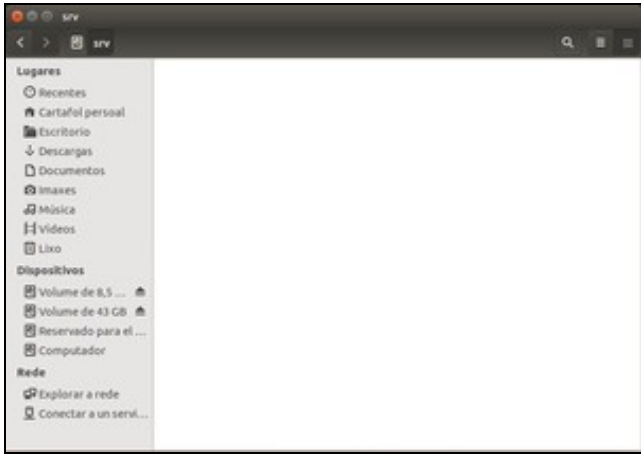 srv
srv
Lugares
Recentes
Cartafol persoal
Escritorio
Descargas
Documentos
Imaxes
Música
Vídeos
Lixo
Dispositivos
Volume de 8,5 ...
Volume de 43 GB
Reservado para el ...
Computador
Rede
Explorar a rede
Conectar a un servi...